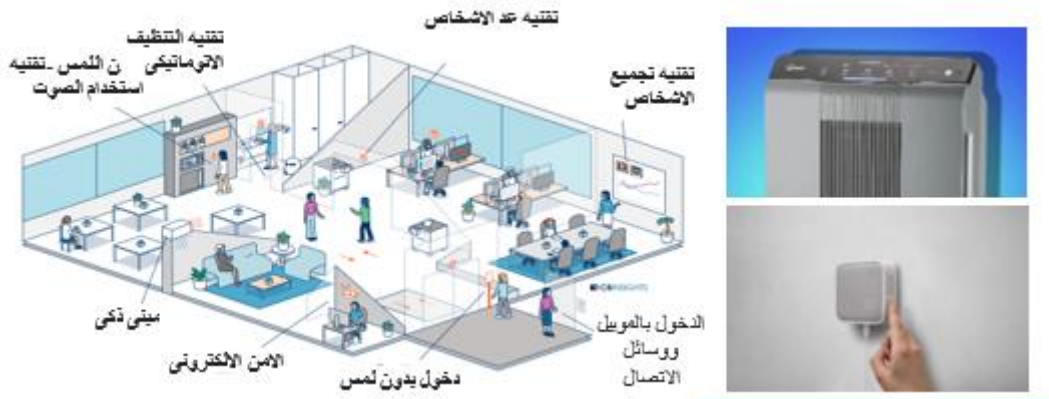 تقنيه عد الاشخاص
تقنيه التنظيف
الاتوماتيكى
ن اللمس -تقنيه
استخدام الصوت
تقنيه تجميع
الاشخاص
CBINSIGHTS
مبنى ذكى
الامن الالكترونى
دخول بدون لمس
الدخول بالموبيل
ووسائل
الاتصال